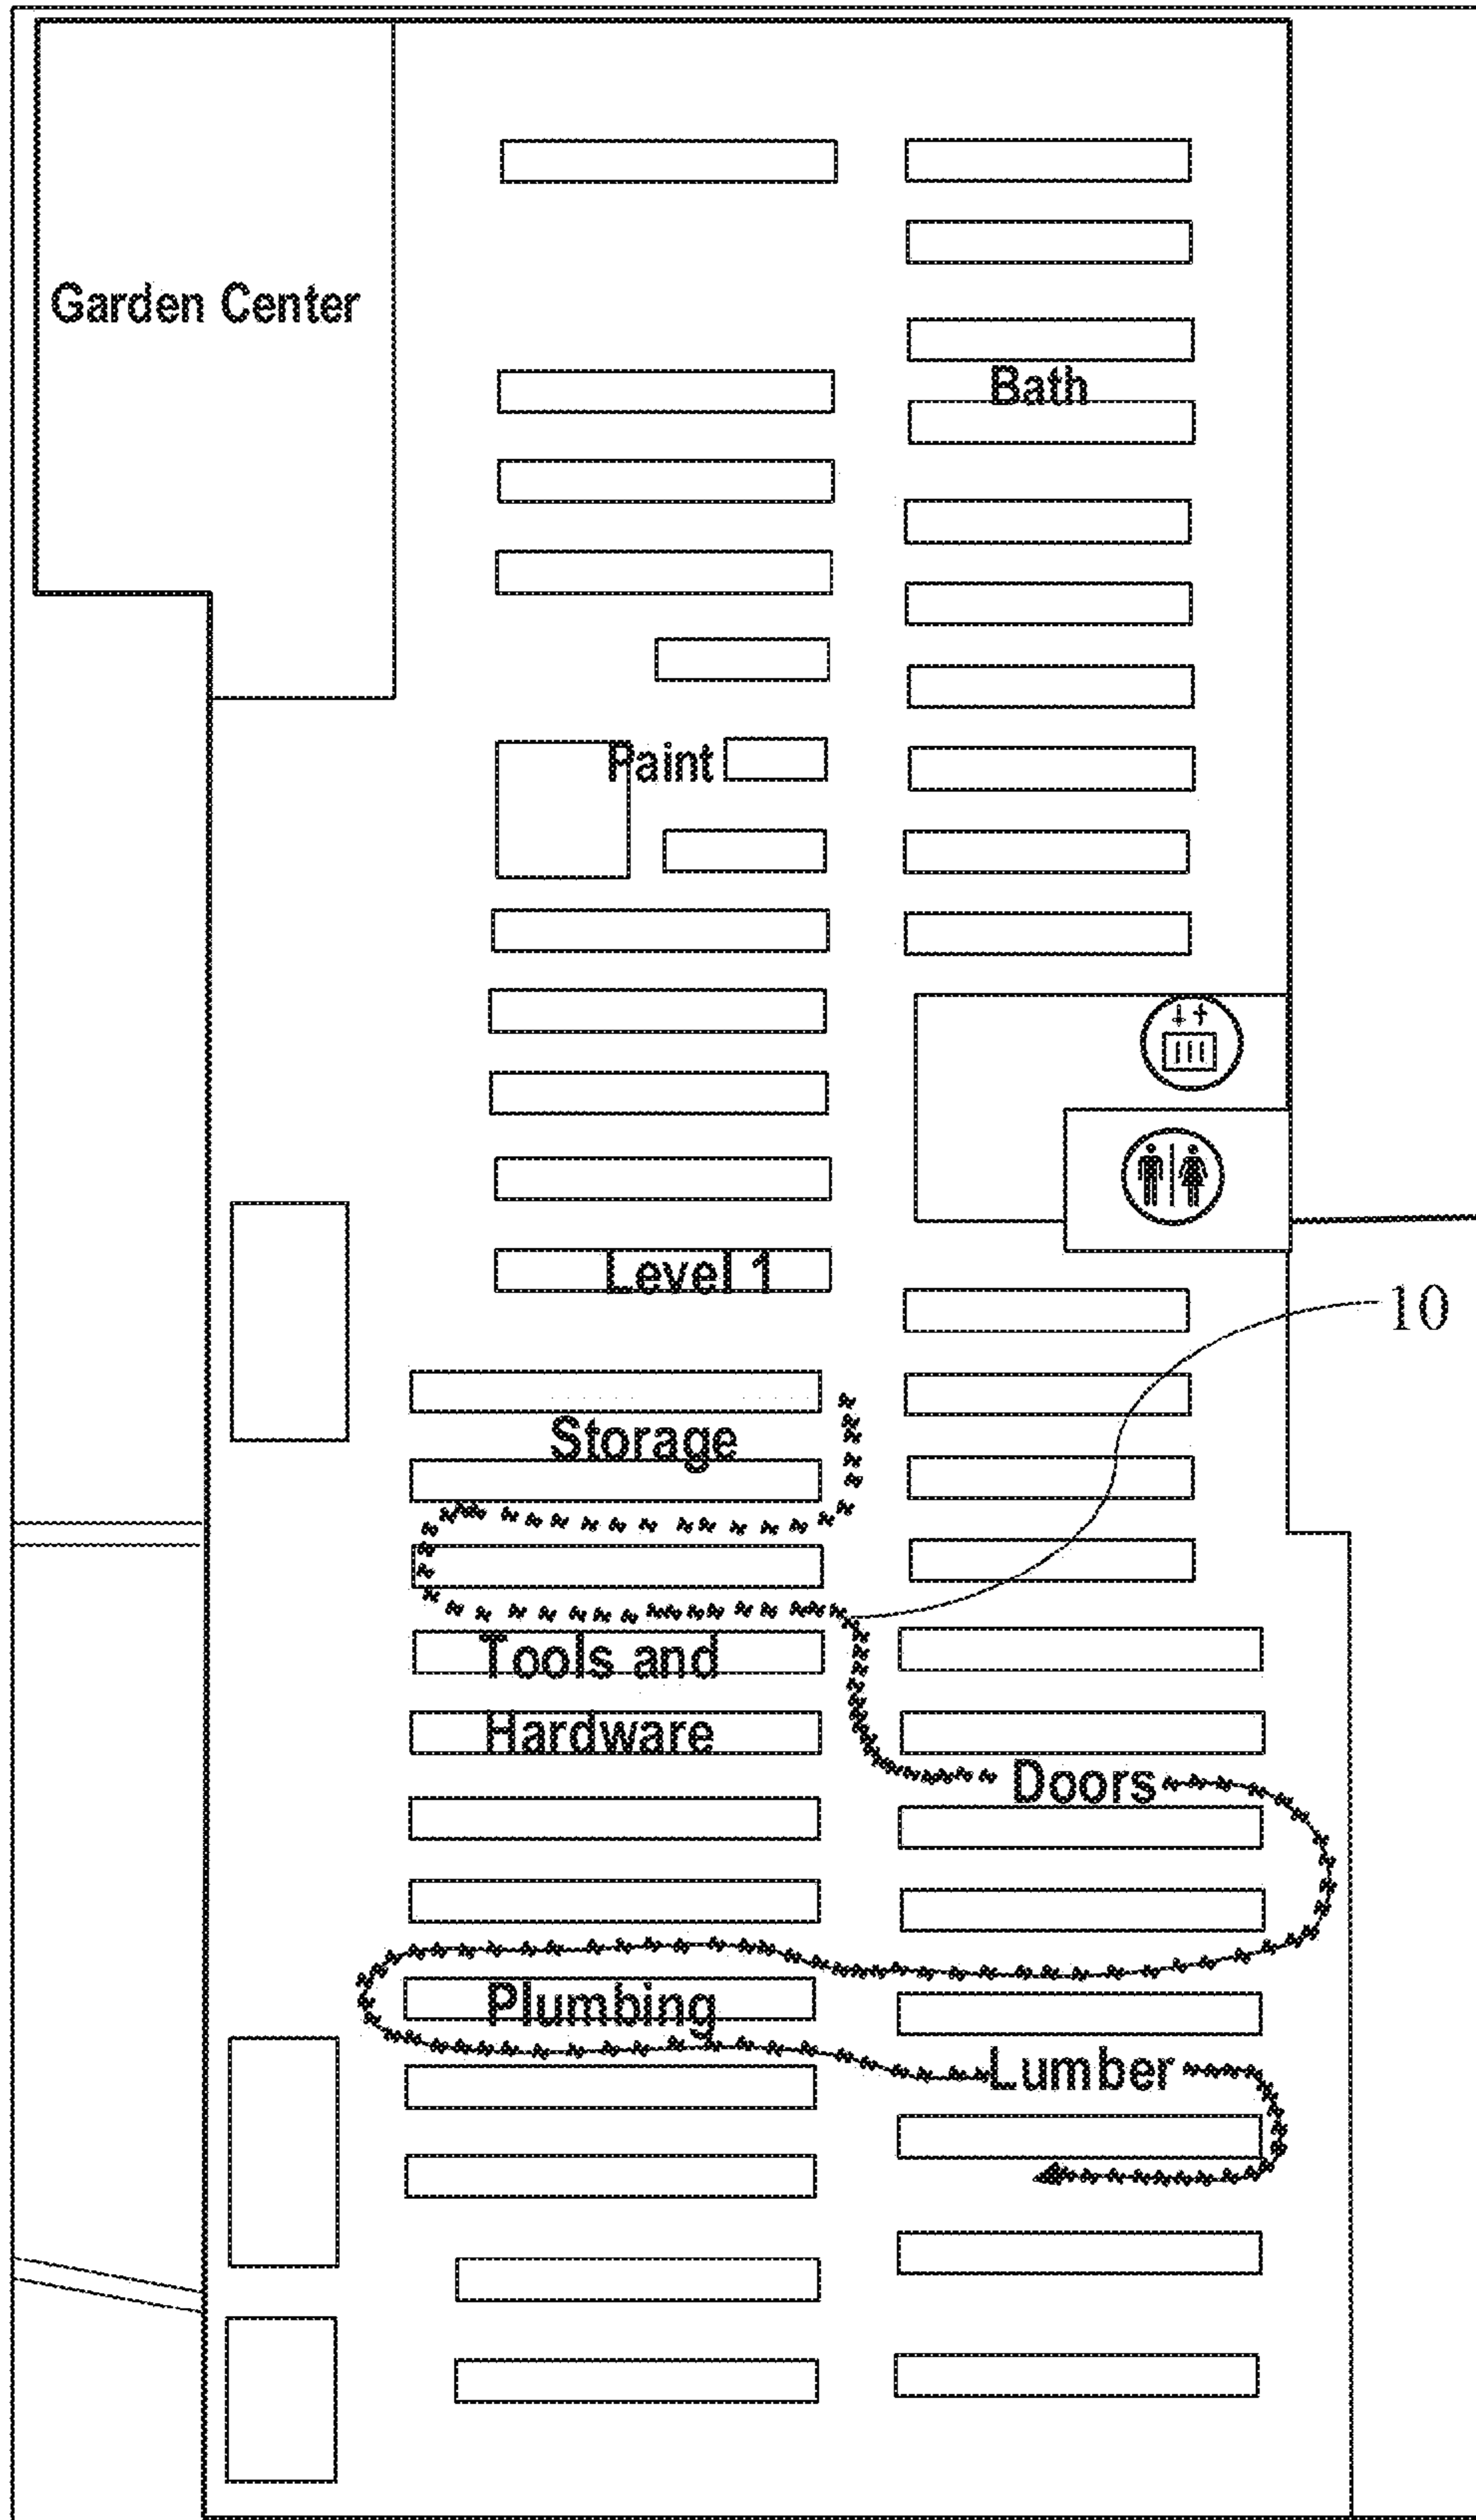 Garden Center
Bath
Paint
Level 1
10
Storage
Tools and
Hardware
Doors
Plumbing
Lumber